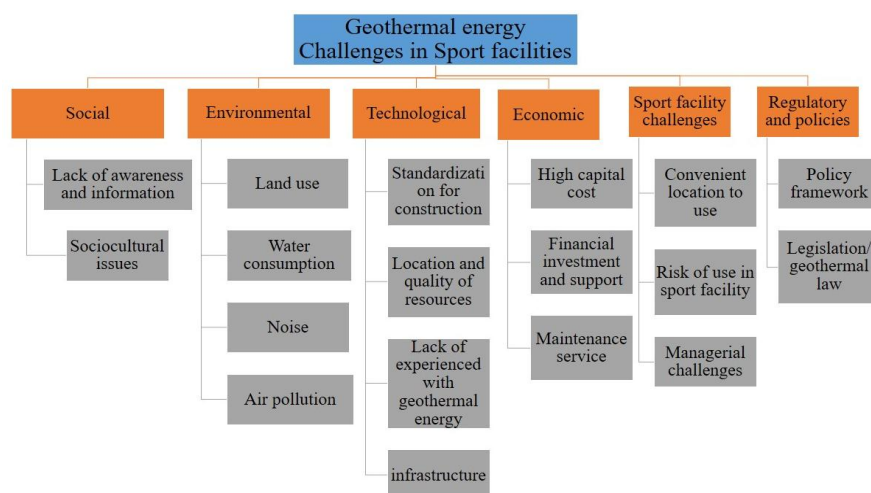 Geothermal energy
Challenges in Sport facilities
Social
Environmental
Technological
Economic
Sport facility
challenges
Regulatory
and policies
Lack of awareness
and information
Sociocultural
issues
Land use
Water
consumption
Noise
Air pollution
Standardizati
on for
construction
Location and
quality of
resources
Lack of
experienced with
geothermal
energy
infrastructure
High capital
cost
Financial
investment
and support
Maintenance
service
Convenient
location to
use
Risk of use in
sport facility
Managerial
challenges
Policy
framework
Legislation/
geothermal
law